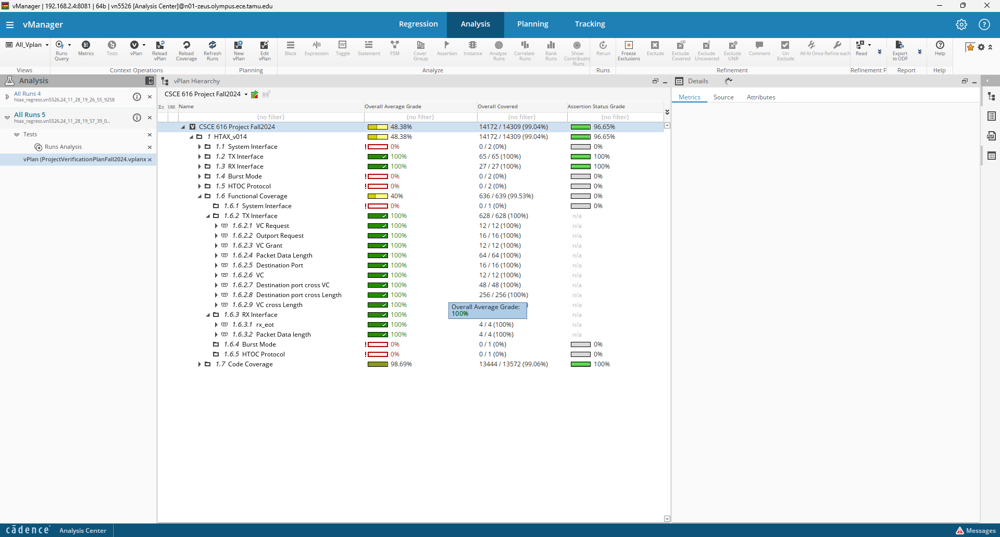 vManager | 192.168.2.4:8081 | 64b | vn5526 [Analysis Center]@n01-zeus.olympus.ece.tamu.edu
vManager
Regression Analysis Planning Tracking
All_Vplan
Runs Query
Metrics
Tests
vPlan
Reload vPlan
Reload Coverage
Refresh Runs
New vPlan
Edit vPlan
Block
Expression
Toggle
Statement
FSM
Cover Group
Assertion
Instance
Analyze Runs
Correlate Runs
Rank Runs
Show Contributin Runs
Rerun
Freeze Exclusions
Exclude
Exclude Covered
Exclude Uncovered
Exclude UNR
Comment
Un Exclude
All At Once
Refine each
Read
Export to ODF
Help
Views Context Operations Planning Analyze Runs Refinement Refinement F Report Help
Analysis
All Runs 4
htax_regress.vn5526.24_11_28_19_26_55_9258
All Runs 5
htax_regress.vn5526.24_11_28_19_57_39_0...
Tests
Runs Analysis
vPlan (ProjectVerificationPlanFall2024.vplanx
vPlan Hierarchy
CSCE 616 Project Fall2024
Ex UNR Name Overall Average Grade Overall Covered Assertion Status Grade
(no filter) (no filter) (no filter) (no filter)
V CSCE 616 Project Fall2024 48.38% 14172 / 14309 (99.04%) 96.65%
1 HTAX_v014 48.38% 14172 / 14309 (99.04%) 96.65%
1.1 System Interface ! 0% 0 / 2 (0%) 0%
1.2 TX Interface 100% 65 / 65 (100%) 100%
1.3 RX Interface 100% 27 / 27 (100%) 100%
1.4 Burst Mode ! 0% 0 / 2 (0%) 0%
1.5 HTOC Protocol ! 0% 0 / 2 (0%) 0%
1.6 Functional Coverage 40% 636 / 639 (99.53%) 0%
1.6.1 System Interface ! 0% 0 / 1 (0%) 0%
1.6.2 TX Interface 100% 628 / 628 (100%) n/a
1.6.2.1 VC Request 100% 12 / 12 (100%) n/a
1.6.2.2 Outport Request 100% 16 / 16 (100%) n/a
1.6.2.3 VC Grant 100% 12 / 12 (100%) n/a
1.6.2.4 Packet Data Length 100% 64 / 64 (100%) n/a
1.6.2.5 Destination Port 100% 16 / 16 (100%) n/a
1.6.2.6 VC 100% 12 / 12 (100%) n/a
1.6.2.7 Destination port cross VC 100% 48 / 48 (100%) n/a
1.6.2.8 Destination port cross Length 100% 256 / 256 (100%) n/a
1.6.2.9 VC cross Length 100% n/a
Overall Average Grade:
100%
1.6.3 RX Interface 100% n/a
1.6.3.1 rx_eot 100% 4 / 4 (100%) n/a
1.6.3.2 Packet Data length 100% 4 / 4 (100%) n/a
1.6.4 Burst Mode ! 0% 0 / 1 (0%) 0%
1.6.5 HTOC Protocol ! 0% 0 / 1 (0%) 0%
1.7 Code Coverage 98.69% 13444 / 13572 (99.06%) 100%
Details
Metrics Source Attributes
cādence Analysis Center
Messages